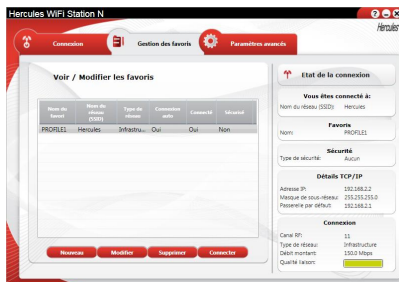 Hercules WiFi Station N
Hercules
Connexion
Gestion des favoris
Paramètres avancés
Voir / Modifier les favoris
Nom du favori
Nom du réseau (SSID)
Type de réseau
Connexion auto
Connecté
Sécurisé
PROFILE1 Hercules Infrastru... Oui Oui Non
Nouveau
Modifier
Supprimer
Connecter
Etat de la connexion
Vous êtes connecté à:
Nom du réseau (SSID): Hercules
Favoris
Nom: PROFILE1
Sécurité
Type de sécurité: Aucun
Détails TCP/IP
Adresse IP: 192.168.2.2
Masque de sous-réseau: 255.255.255.0
Passerelle par défaut: 192.168.2.1
Connexion
Canal RF: 11
Type de réseau: Infrastructure
Débit montant: 150.0 Mbps
Qualité liaison: